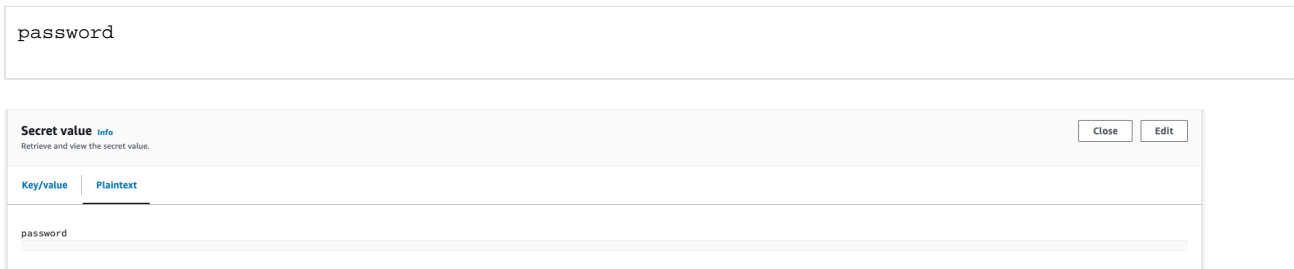 password
Secret value Info
Close Edit
Retrieve and view the secret value.
Key/value Plaintext
password